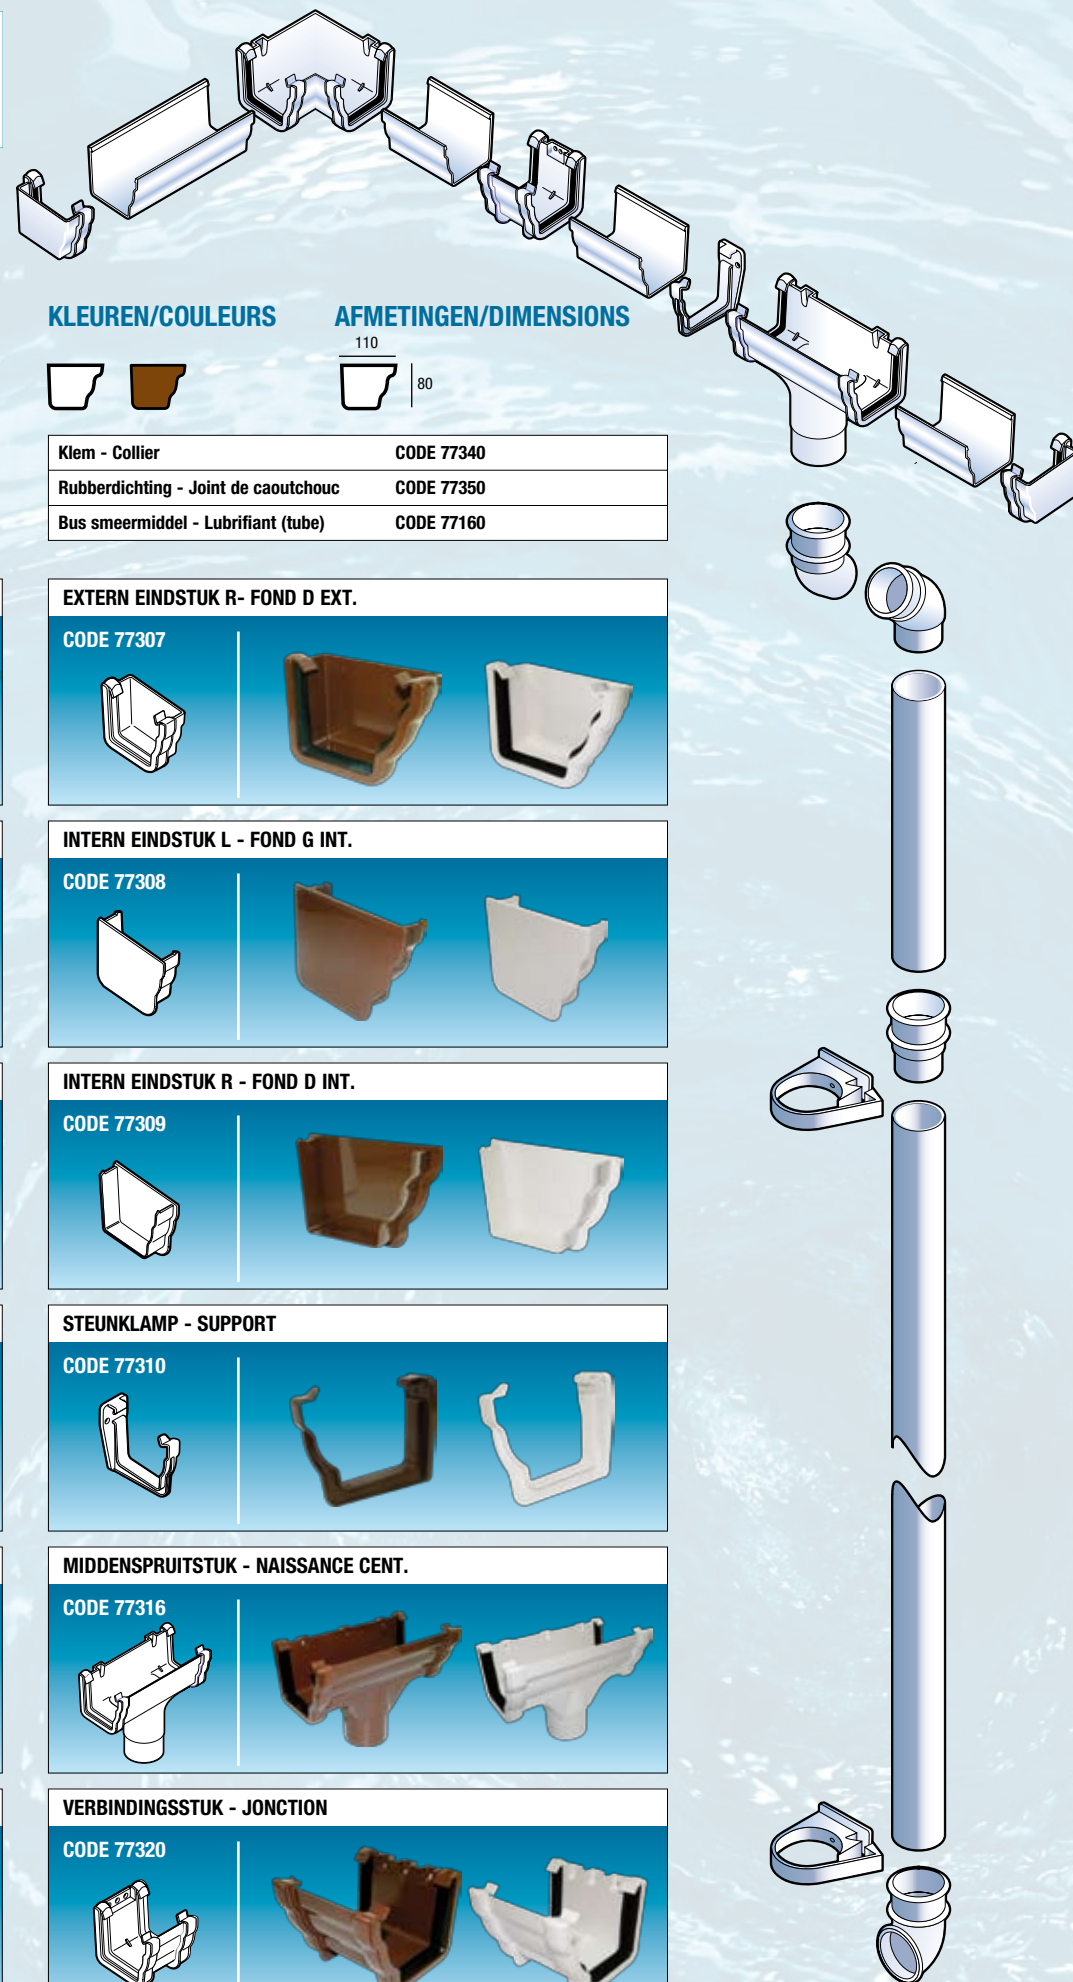 KLEUREN/COULEURS
AFMETINGEN/DIMENSIONS
110
80
Klem - Collier CODE 77340
Rubberdichting - Joint de caoutchouc CODE 77350
Bus smeermiddel - Lubrifiant (tube) CODE 77160
EXTERN EINDSTUK R- FOND D EXT.
CODE 77307
INTERN EINDSTUK L - FOND G INT.
CODE 77308
INTERN EINDSTUK R - FOND D INT.
CODE 77309
STEUNKLAMP - SUPPORT
CODE 77310
MIDDENSPRUITSTUK - NAISSANCE CENT.
CODE 77316
VERBINDINGSSTUK - JONCTION
CODE 77320